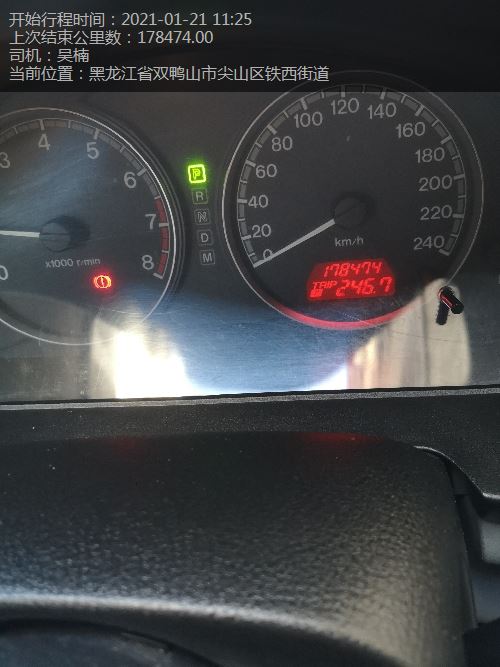 开始行程时间：2021-01-21 11:25
上次结束公里数：178474.00
司机：吴楠
当前位置：黑龙江省双鸭山市尖山区铁西街道
3 4 5 6 7 8
0
x1000 r/min
P
R
N
D
M
0 20 40 60 80 100 120 140 160 180 200 220 240
km/h
178474
TRIP 246.7